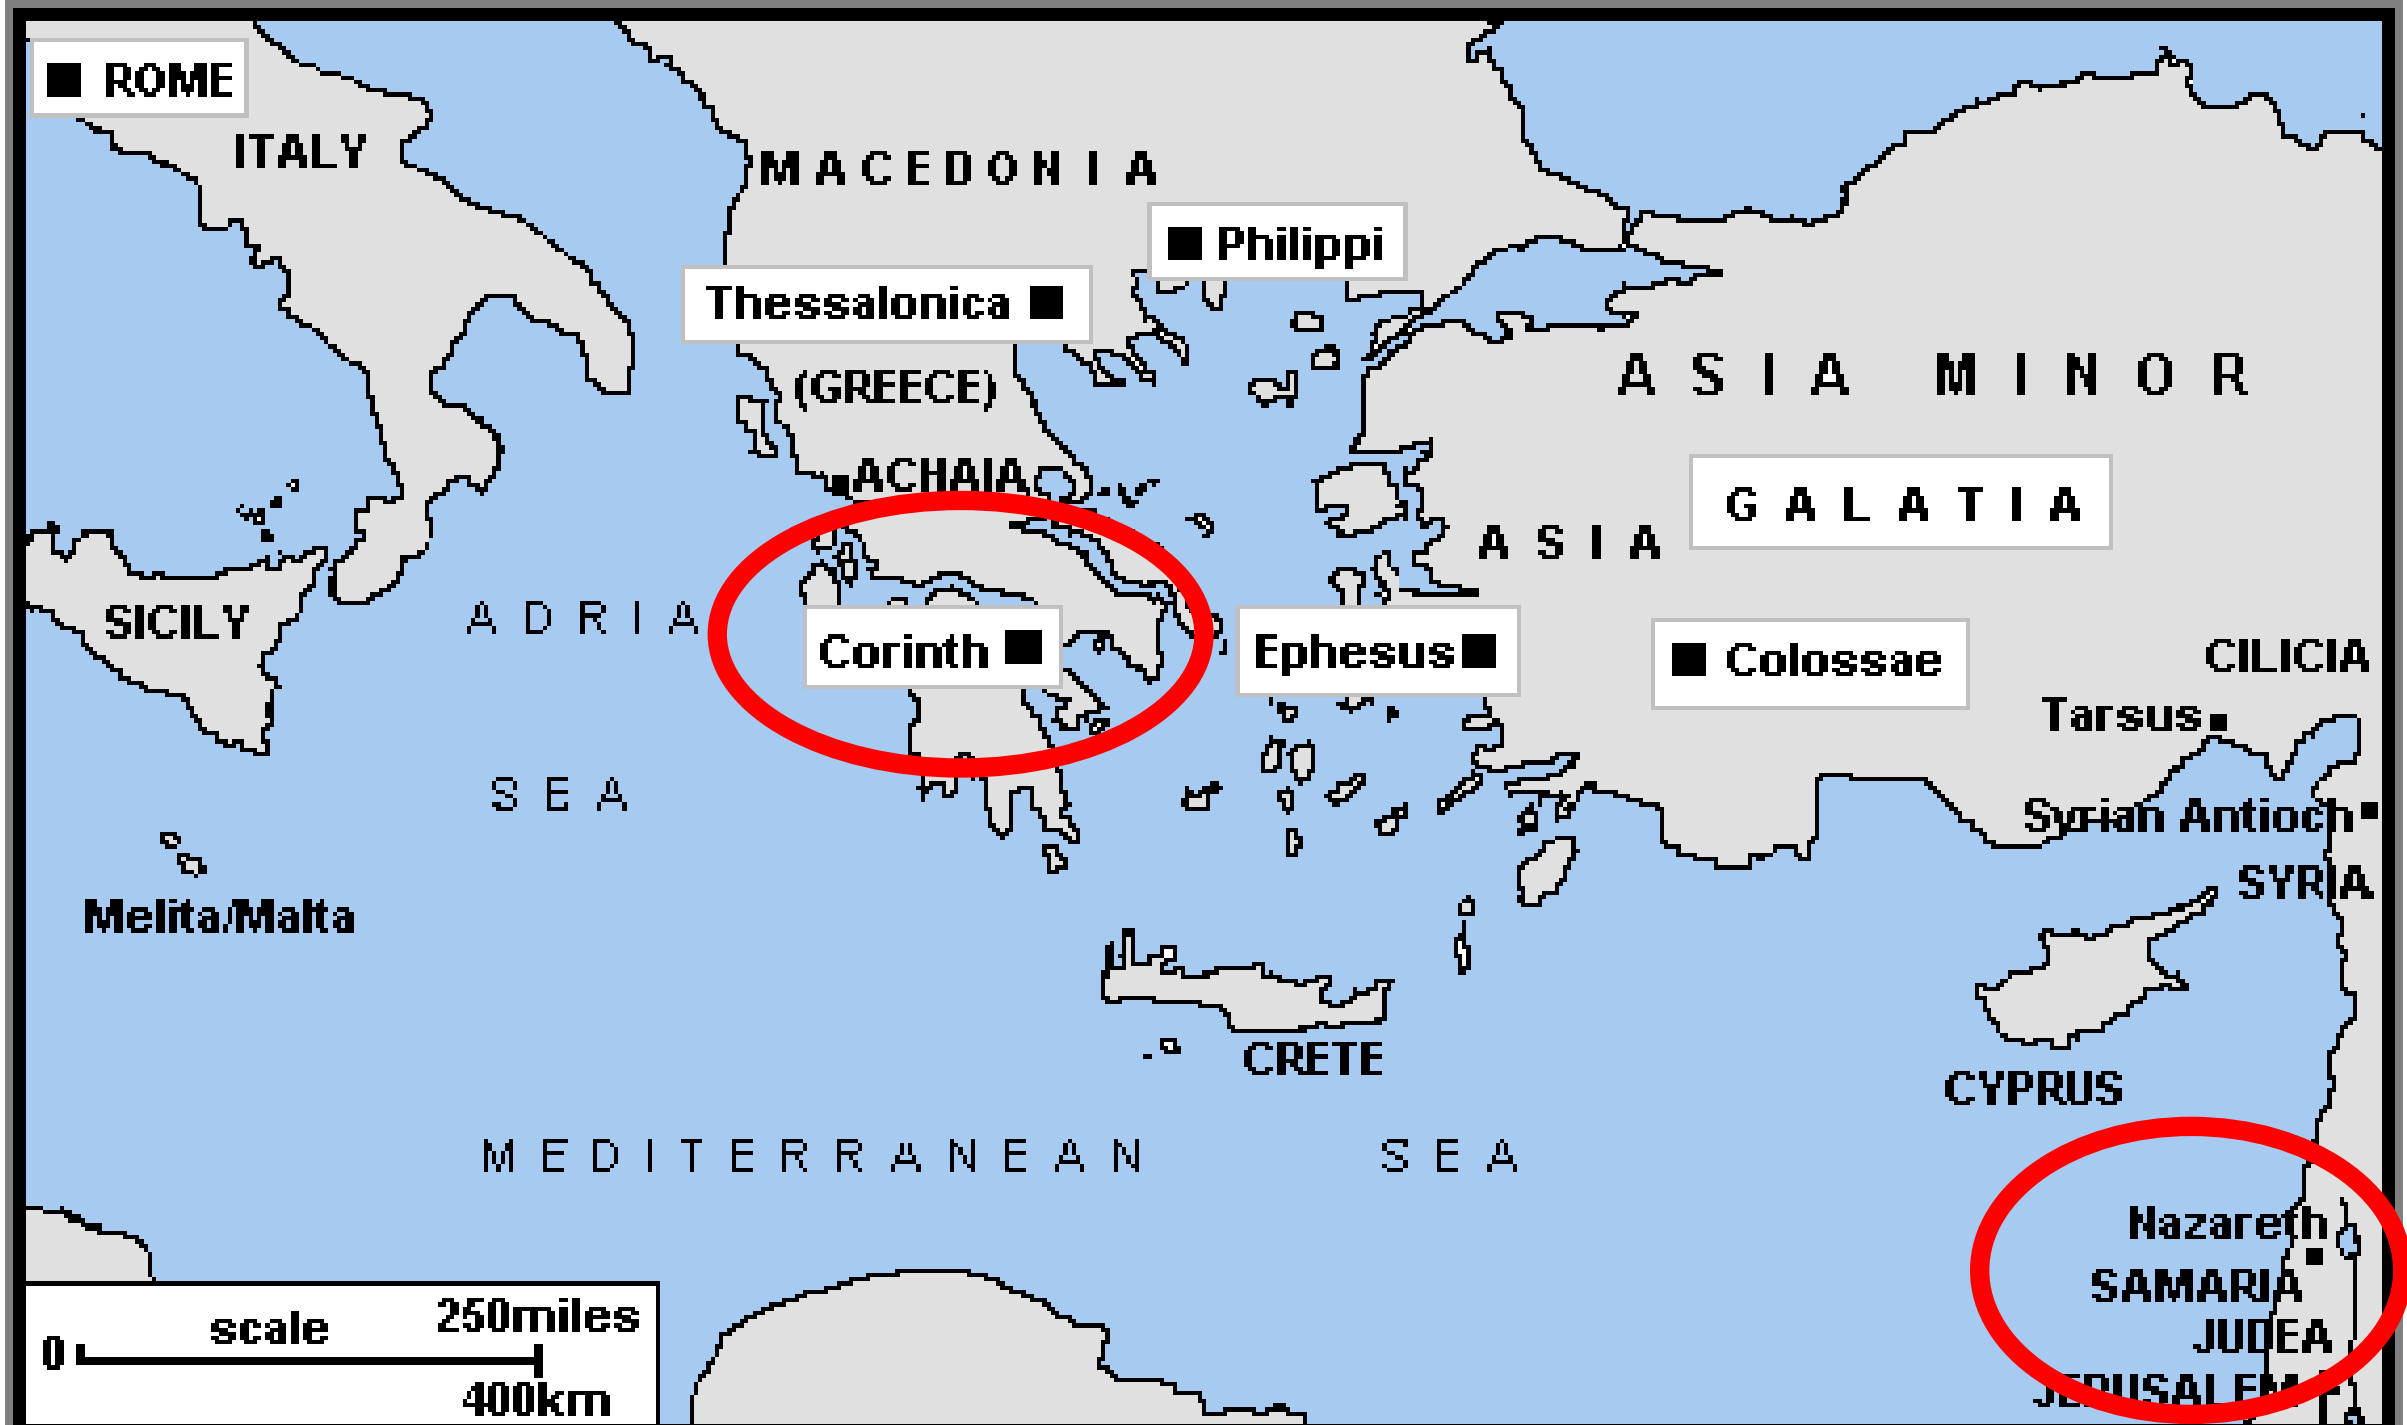 ROME
ITALY
MACEDONIA
Philippi
Thessalonica
(GREECE)
ASIA MINOR
ACHAIA
GALATIA
ASIA
ADRIA
SICILY
Corinth
Ephesus
Colossae
CILICIA
Tarsus
SEA
Syrian Antioch
SYRIA
Melita/Malta
CRETE
CYPRUS
MEDITERRANEAN SEA
Nazareth
SAMARIA
JUDEA
JERUSALEM
250miles
scale
0
400km